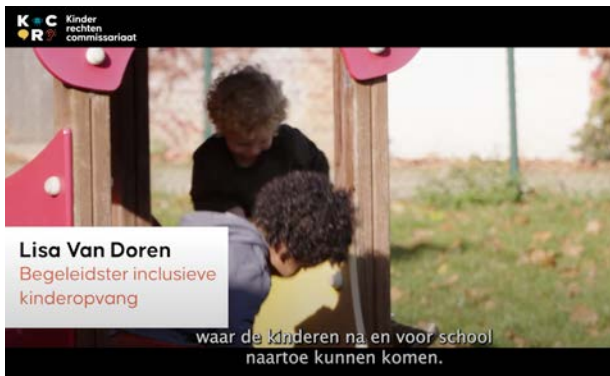 K C
R
Kinder
rechten
commissariaat
Lisa Van Doren
Begeleidster inclusieve
kinderopvang
waar de kinderen na en voor school
naartoe kunnen komen.